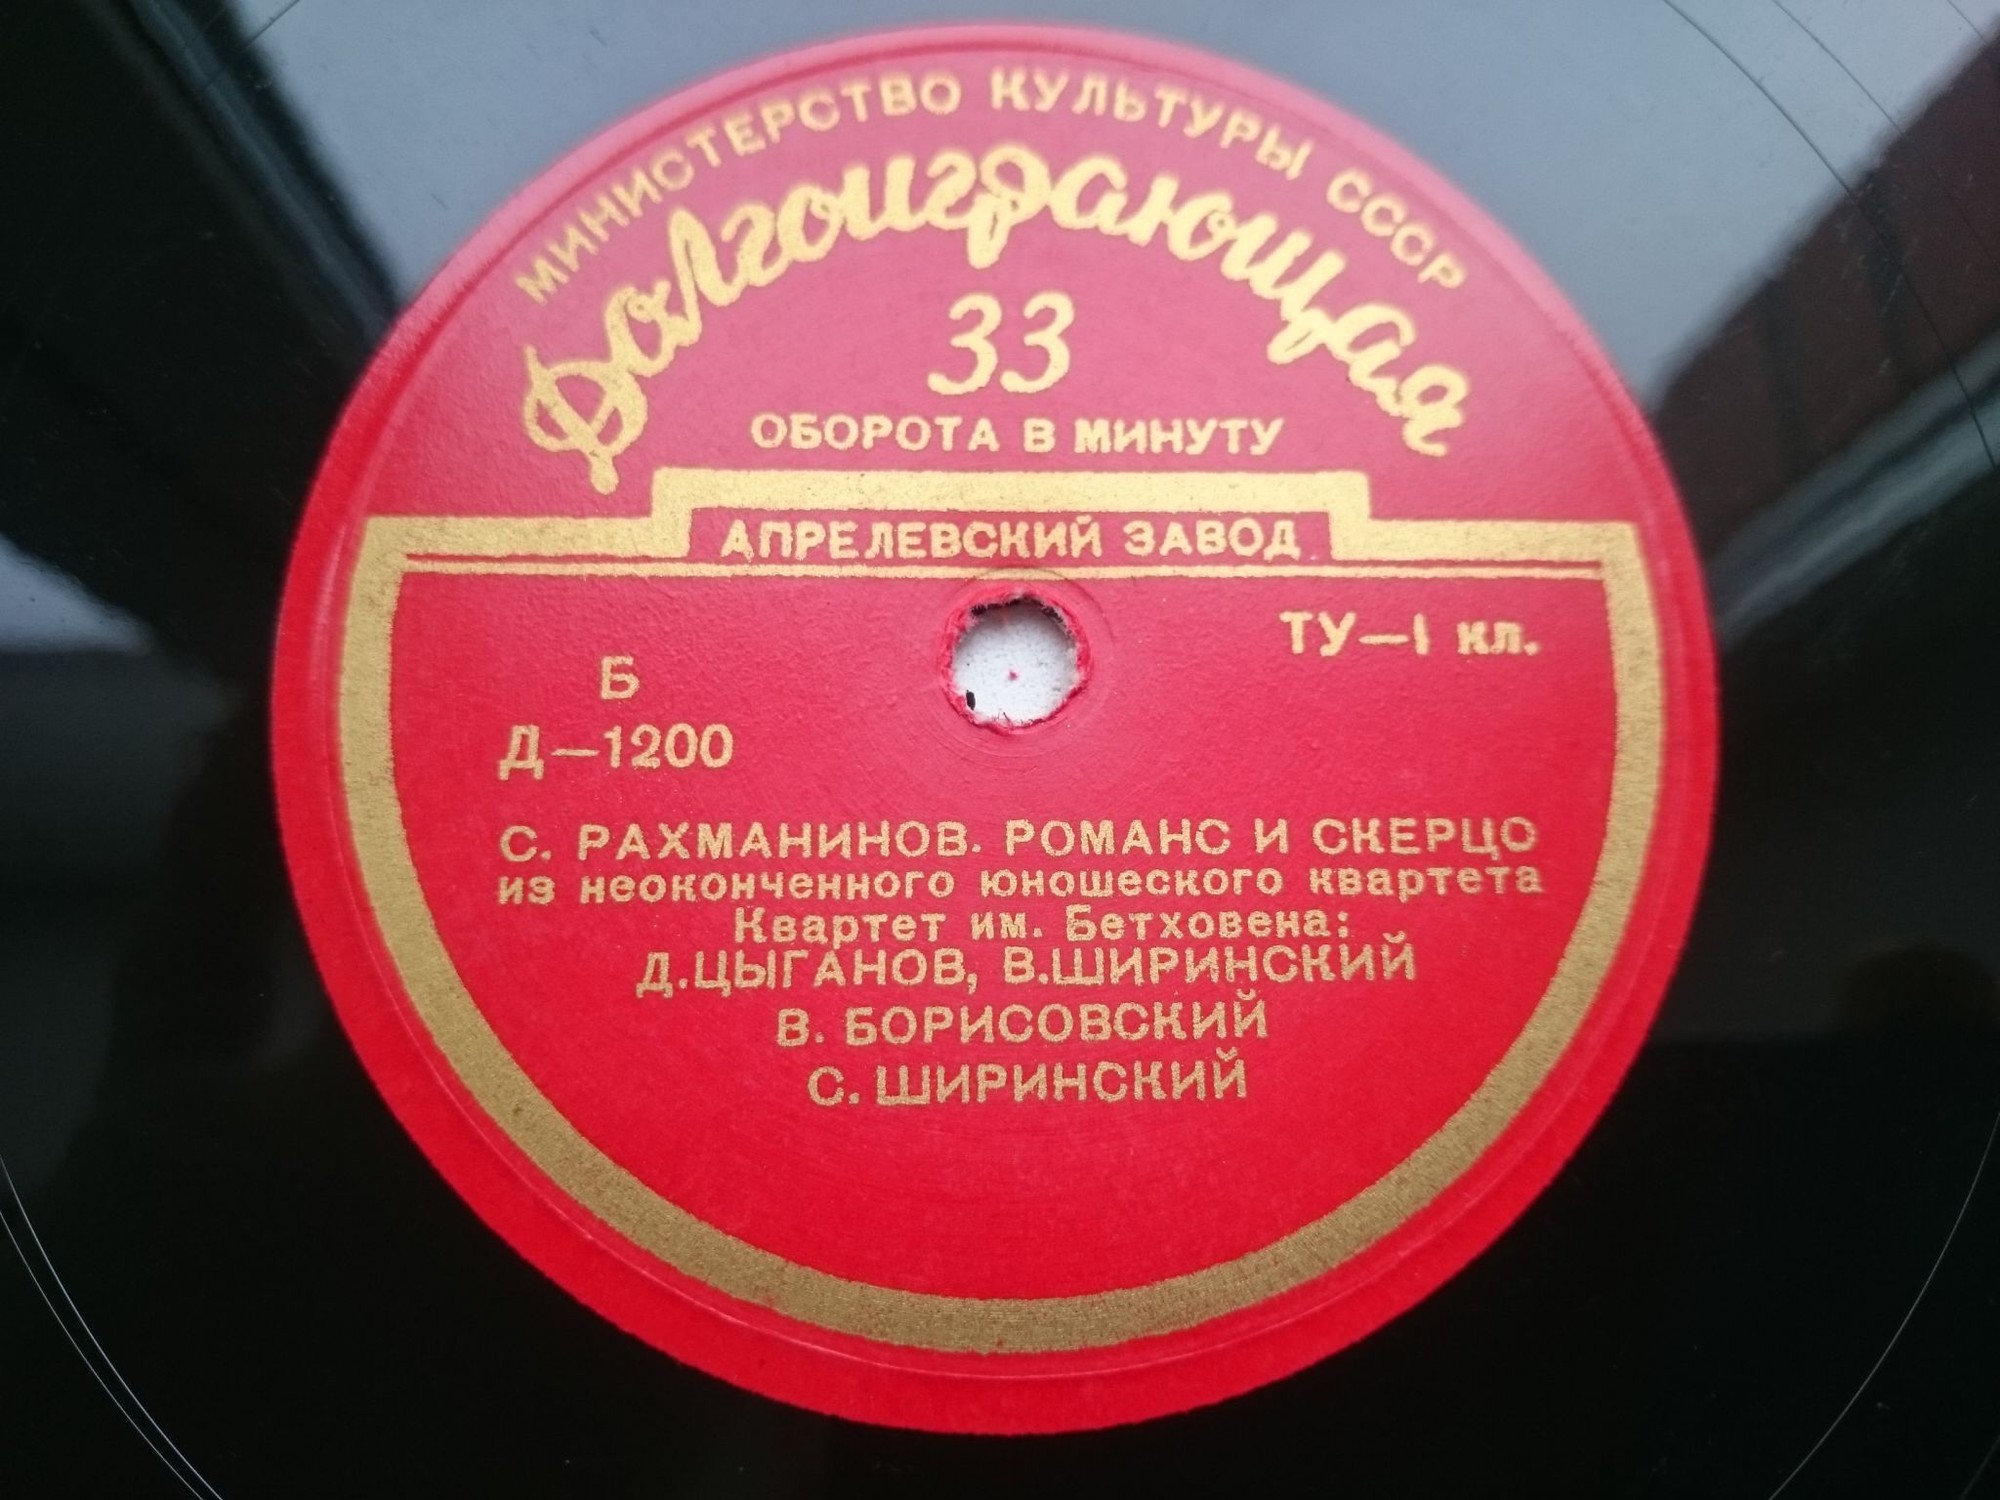 МИНИСТЕРСТВО КУЛЬТУРЫ СССР
Долгоиграющая
33
ОБОРОТА В МИНУТУ
АПРЕЛЕВСКИЙ ЗАВОД
ТУ—I кл.
Б
Д—1200
С. РАХМАНИНОВ. РОМАНС И СКЕРЦО
из неоконченного юношеского квартета
Квартет им. Бетховена:
Д.ЦЫГАНОВ, В.ШИРИНСКИЙ
В. БОРИСОВСКИЙ
С. ШИРИНСКИЙ